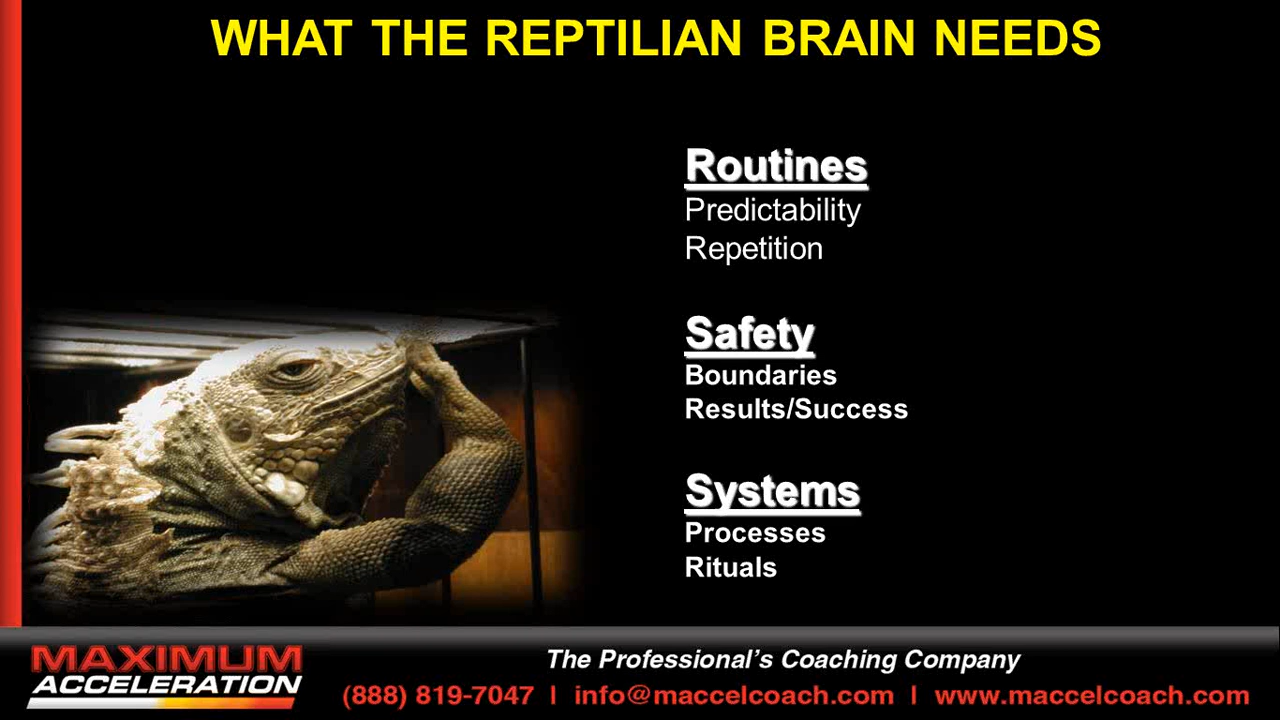 WHAT THE REPTILIAN BRAIN NEEDS
Routines
Predictability
Repetition
Safety
Boundaries
Results/Success
Systems
Processes
Rituals
MAXIMUM
ACCELERATION
The Professional's Coaching Company
(888) 819-7047 | info@maccelcoach.com | www.maccelcoach.com